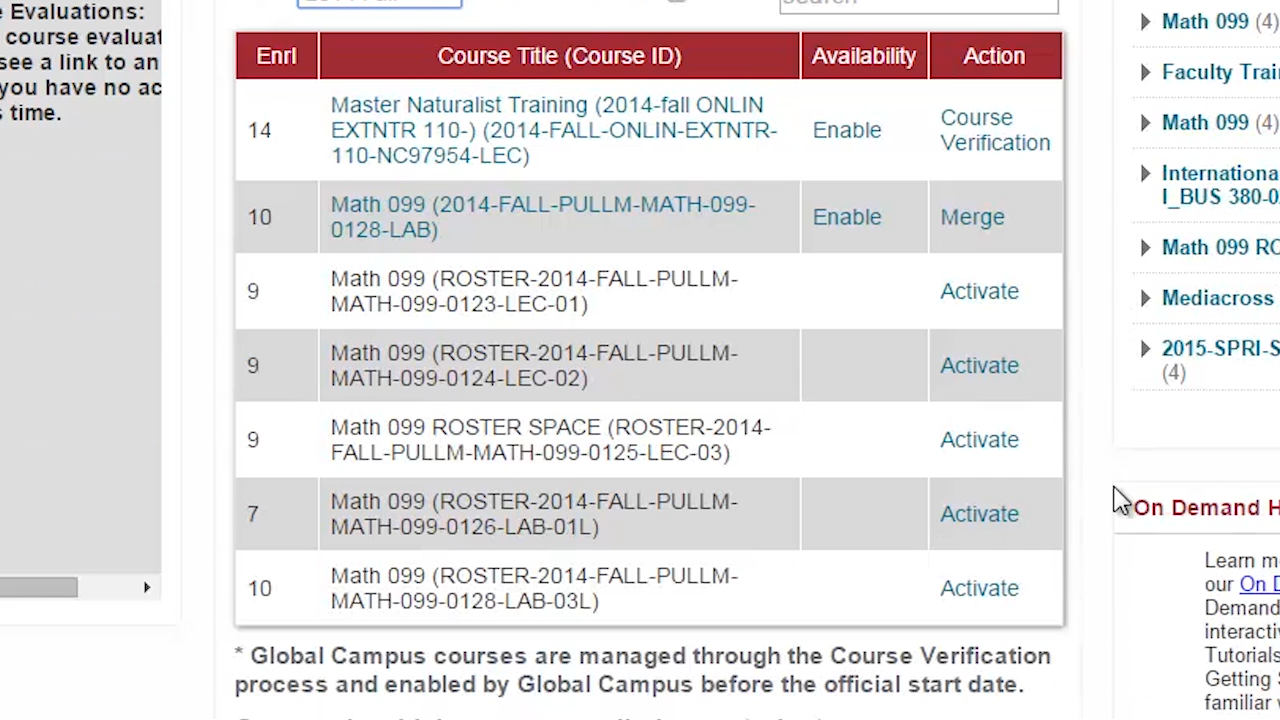 Evaluations:
course
see a link to an
you have no
time.
Enrl Course Title (Course ID) Availability Action
14 Master Naturalist Training (2014-fall ONLIN
EXTNTR 110-) (2014-FALL-ONLIN-EXTNTR-
110-NC97954-LEC) Enable Course
Verification
10 Math 099 (2014-FALL-PULLM-MATH-099-
0128-LAB) Enable Merge
9 Math 099 (ROSTER-2014-FALL-PULLM-
MATH-099-0123-LEC-01) Activate
9 Math 099 (ROSTER-2014-FALL-PULLM-
MATH-099-0124-LEC-02) Activate
9 Math 099 ROSTER SPACE (ROSTER-2014-
FALL-PULLM-MATH-099-0125-LEC-03) Activate
7 Math 099 (ROSTER-2014-FALL-PULLM-
MATH-099-0126-LAB-01L) Activate
10 Math 099 (ROSTER-2014-FALL-PULLM-
MATH-099-0128-LAB-03L) Activate
* Global Campus courses are managed through the Course Verification
process and enabled by Global Campus before the official start date.
Math 099 (4)
Faculty
Math 099 (4)
I_BUS
Math 099
Mediacross
2015-SPRI-S
(4)
On Demand
Learn
our On
Demand
Tutorials
Getting
familiar